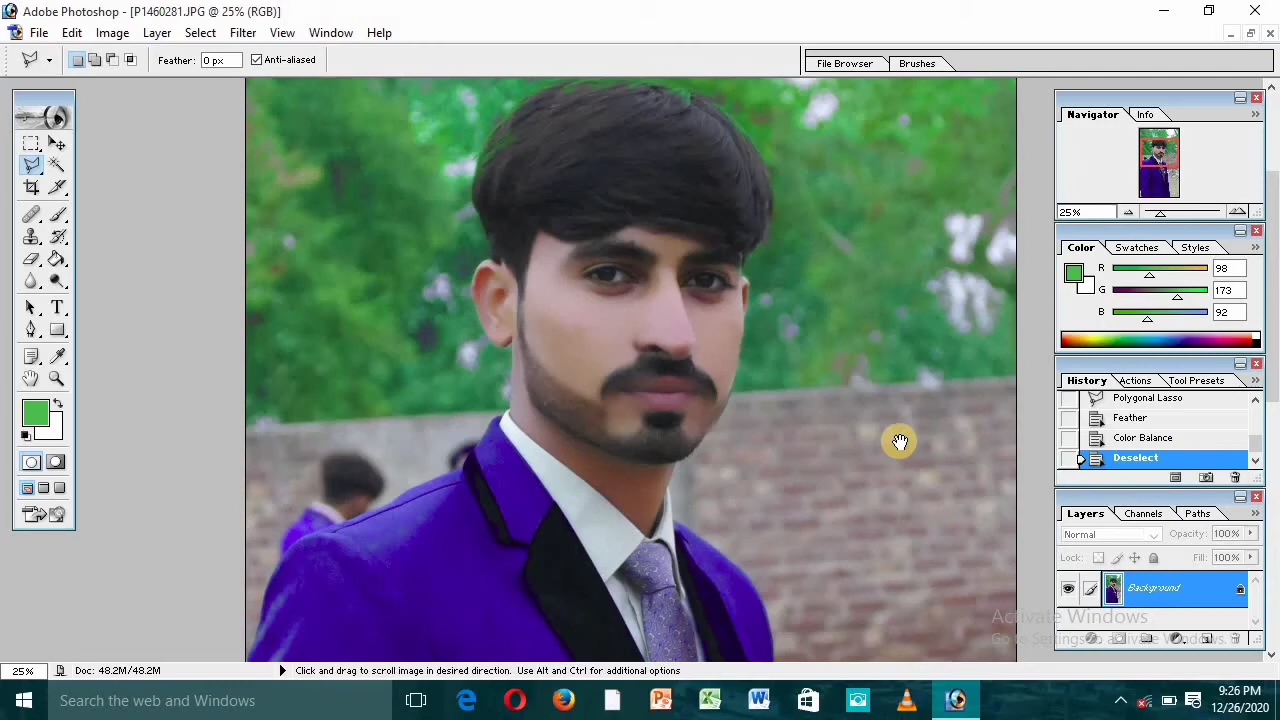 Adobe Photoshop - [P1460281.JPG @ 25% (RGB)]
File Edit Image Layer Select Filter View Window Help
Feather: 0 px Anti-aliased
File Browser Brushes
Navigator Info
25%
Color Swatches Styles
R 98
G 173
B 92
History Actions Tool Presets
Polygonal Lasso
Feather
Color Balance
Deselect
Layers Channels Paths
Normal Opacity: 100%
Lock: Fill: 100%
Background
Activate Windows
Go to Settings to activate Windows.
25% Doc: 48.2M/48.2M Click and drag to scroll image in desired direction. Use Alt and Ctrl for additional options
Search the web and Windows
9:26 PM
12/26/2020